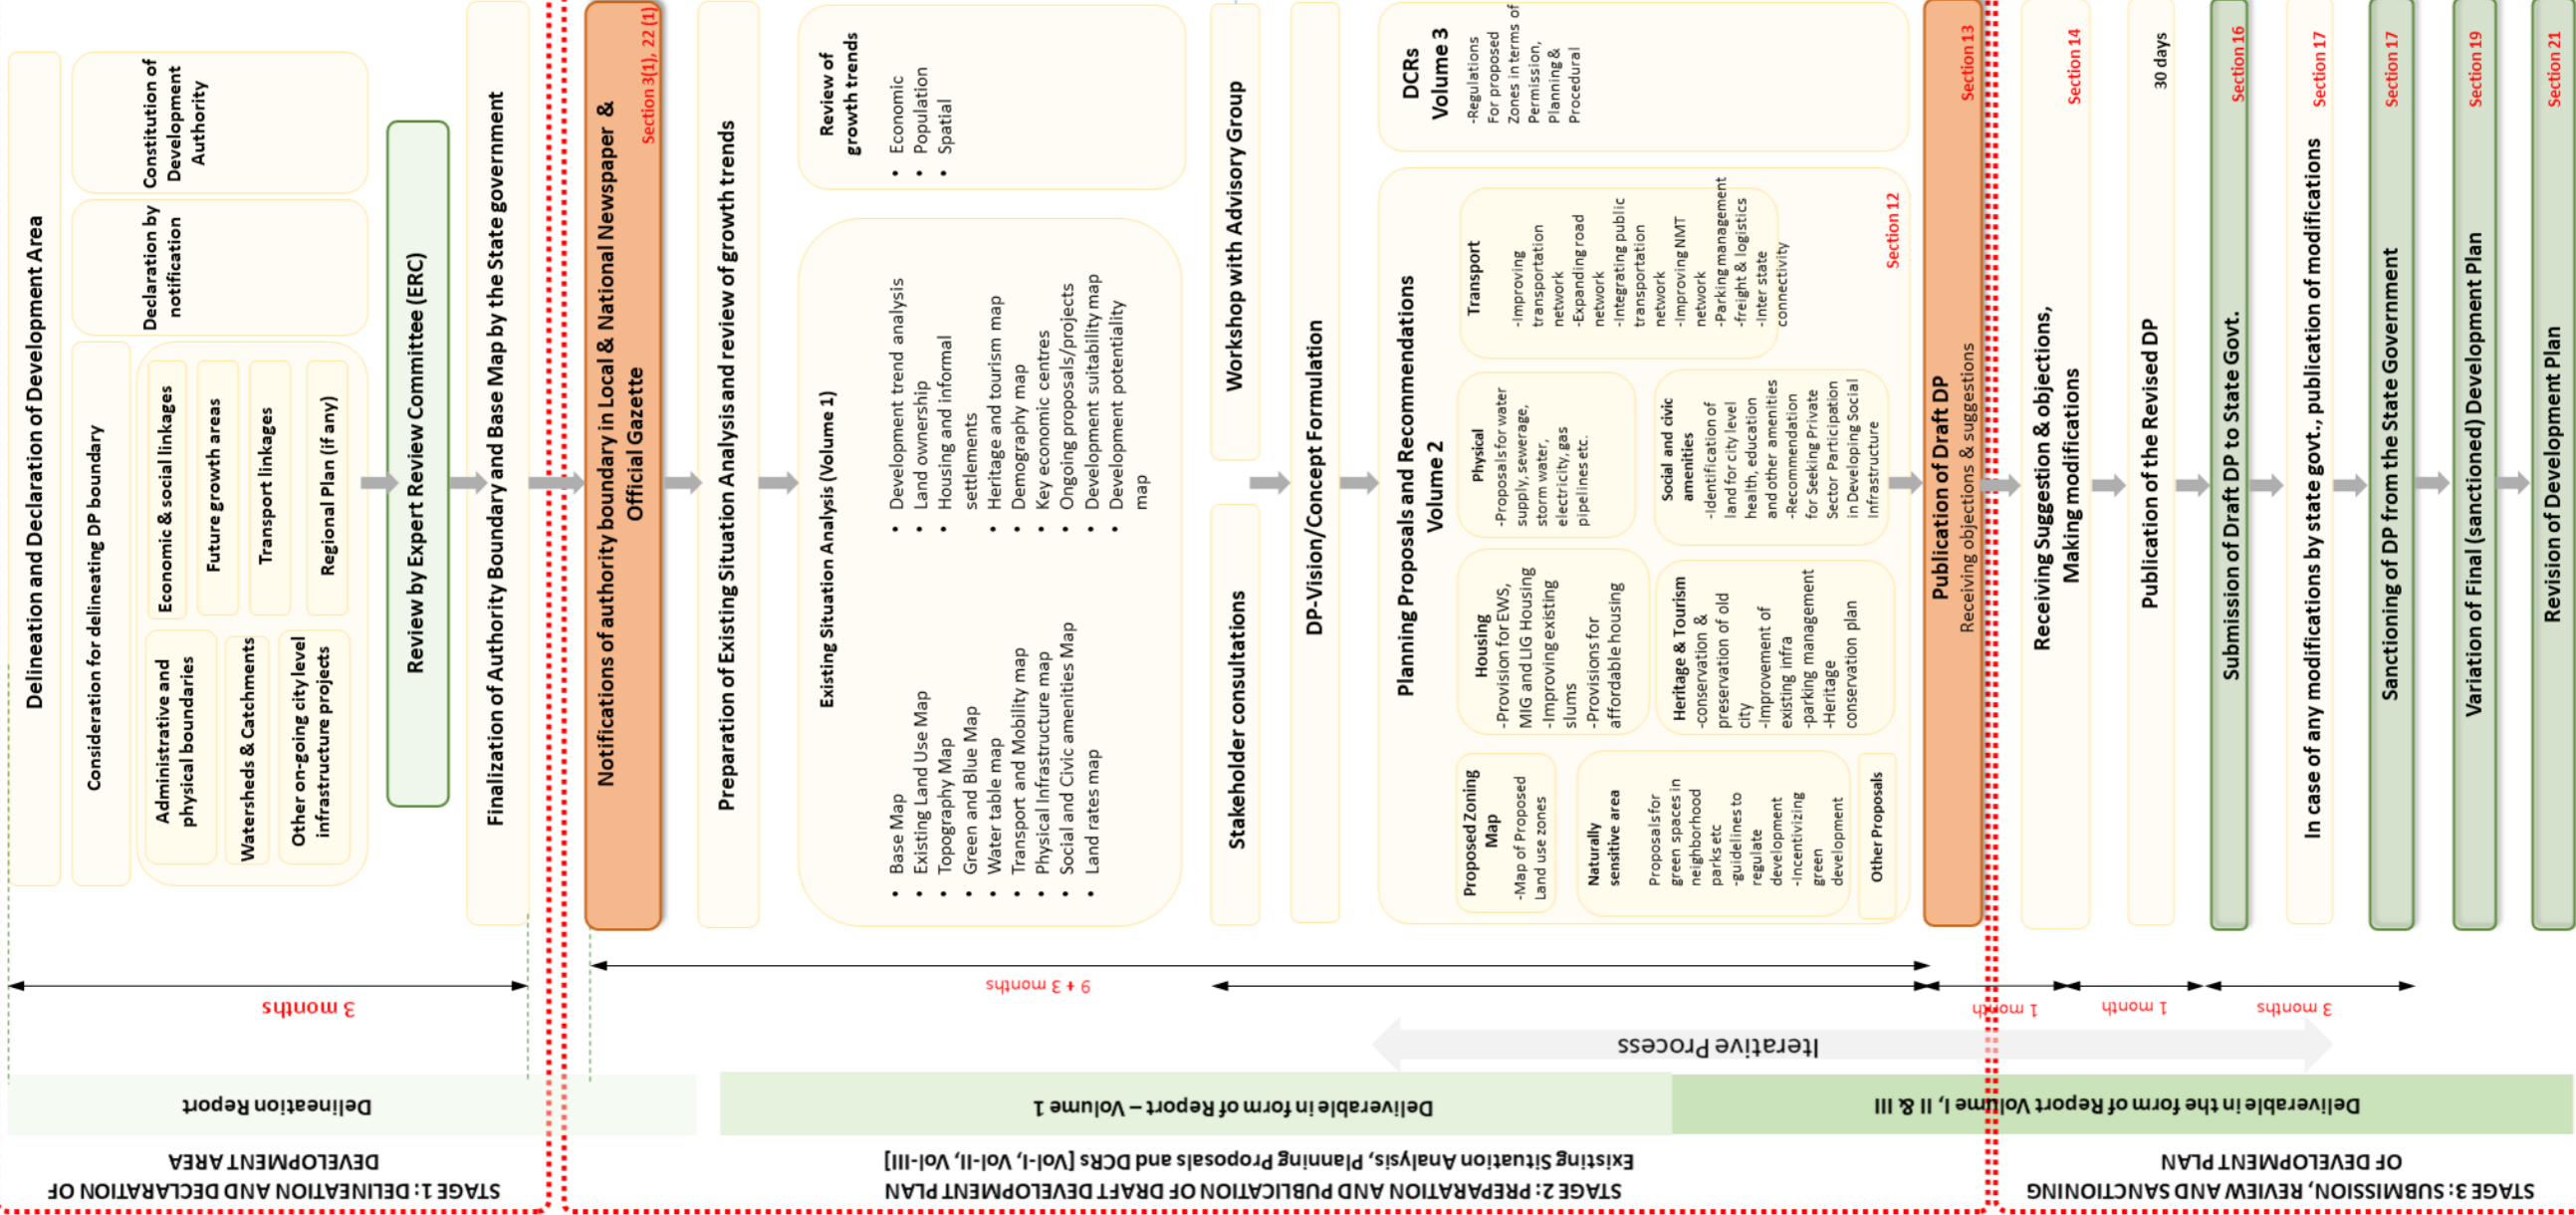 Delineation and Declaration of Development Area
Consideration for delineating DP boundary
Administrative and
physical boundaries
Watersheds & Catchments
Other on-going city level
infrastructure projects
Economic & social linkages
Future growth areas
Transport linkages
Regional Plan (if any)
Declaration by
notification
Constitution of
Development
Authority
Review by Expert Review Committee (ERC)
Finalization of Authority Boundary and Base Map by the State government
Notifications of authority boundary in Local & National Newspaper &
Official Gazette
Section 3(1), 22 (1)
Preparation of Existing Situation Analysis and review of growth trends
Existing Situation Analysis (Volume 1)
• Base Map
• Existing Land Use Map
• Topography Map
• Green and Blue Map
• Water table map
• Transport and Mobility map
• Physical Infrastructure map
• Social and Civic amenities Map
• Land rates map
• Development trend analysis
• Land ownership
• Housing and informal
settlements
• Heritage and tourism map
• Demography map
• Key economic centres
• Ongoing proposals/projects
• Development suitability map
• Development potentiality
map
Review of
growth trends
• Economic
• Population
• Spatial
Stakeholder consultations
Workshop with Advisory Group
DP-Vision/Concept Formulation
Planning Proposals and Recommendations
Volume 2
Proposed Zoning
Map
-Map of Proposed
Land use zones
Naturally
sensitive area
Proposals for
green spaces in
neighborhood
parks etc
-guidelines to
regulate
development
-Incentivizing
green
development
Other Proposals
Housing
-Provision for EWS,
MIG and LIG Housing
-Improving existing
slums
-Provisions for
affordable housing
Heritage & Tourism
-conservation &
preservation of old
city
-Improvement of
existing infra
-parking management
-Heritage
conservation plan
Physical
-Proposals for water
supply, sewerage,
storm water,
electricity, gas
pipelines etc.
Social and civic
amenities
-Identification of
land for city level
health, education
and other amenities
-Recommendation
for Seeking Private
Sector Participation
in Developing Social
Infrastructure
Transport
-Improving
transportation
network
-Expanding road
network
-Integrating public
transportation
network
-Improving NMT
network
-Parking management
-freight & logistics
-Inter state
connectivity
Section 12
DCRs
Volume 3
-Regulations
For proposed
Zones in terms of
Permission,
Planning &
Procedural
Publication of Draft DP
Receiving objections & suggestions
Section 13
Receiving Suggestion & objections,
Making modifications
Section 14
Publication of the Revised DP
30 days
Submission of Draft DP to State Govt.
Section 16
In case of any modifications by state govt., publication of modifications
Section 17
Sanctioning of DP from the State Government
Section 17
Variation of Final (sanctioned) Development Plan
Section 19
Revision of Development Plan
Section 21
3 months
9 + 3 months
1 month
1 month
3 months
Iterative Process
Delineation Report
Deliverable in form of Report – Volume 1
Deliverable in the form of Report Volume I, II & III
STAGE 1: DELINEATION AND DECLARATION OF
DEVELOPMENT AREA
STAGE 2: PREPARATION AND PUBLICATION OF DRAFT DEVELOPMENT PLAN
Existing Situation Analysis, Planning Proposals and DCRs [Vol-I, Vol-II, Vol-III]
STAGE 3: SUBMISSION, REVIEW AND SANCTIONING
OF DEVELOPMENT PLAN